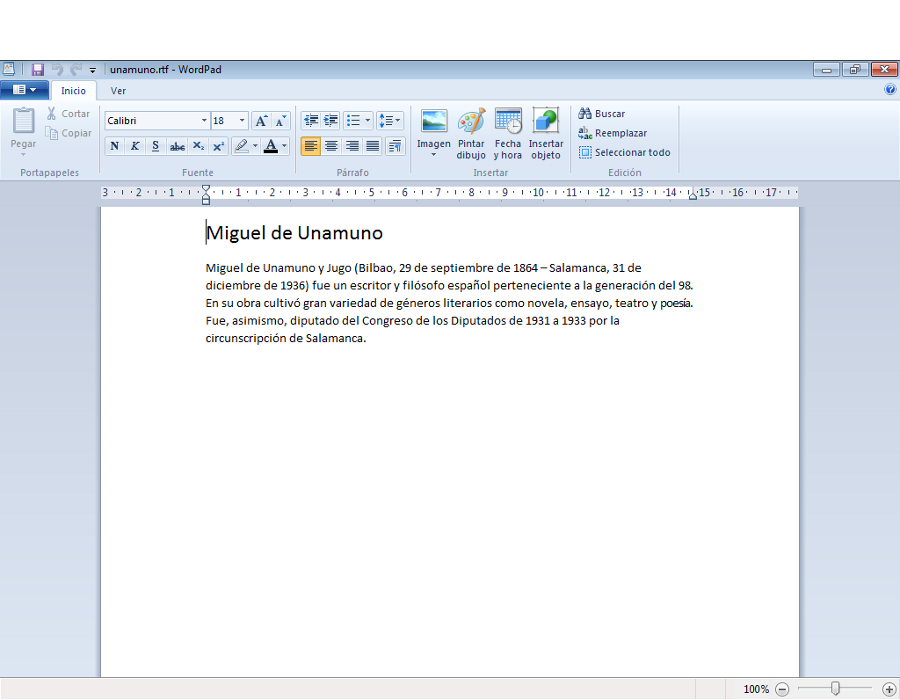 unamuno.rtf - WordPad
Inicio Ver
Pegar
Cortar
Copiar
Portapapeles
Calibri 18 A A
N K S abc X₂ X² A
Fuente
Párrafo
Imagen
Pintar dibujo
Fecha y hora
Insertar objeto
Insertar
Buscar
Reemplazar
Seleccionar todo
Edición
3 2 1 1 2 3 4 5 6 7 8 9 10 11 12 13 14 15 16 17
Miguel de Unamuno
Miguel de Unamuno y Jugo (Bilbao, 29 de septiembre de 1864 – Salamanca, 31 de
diciembre de 1936) fue un escritor y filósofo español perteneciente a la generación del 98.
En su obra cultivó gran variedad de géneros literarios como novela, ensayo, teatro y poesía.
Fue, asimismo, diputado del Congreso de los Diputados de 1931 a 1933 por la
circunscripción de Salamanca.
100%